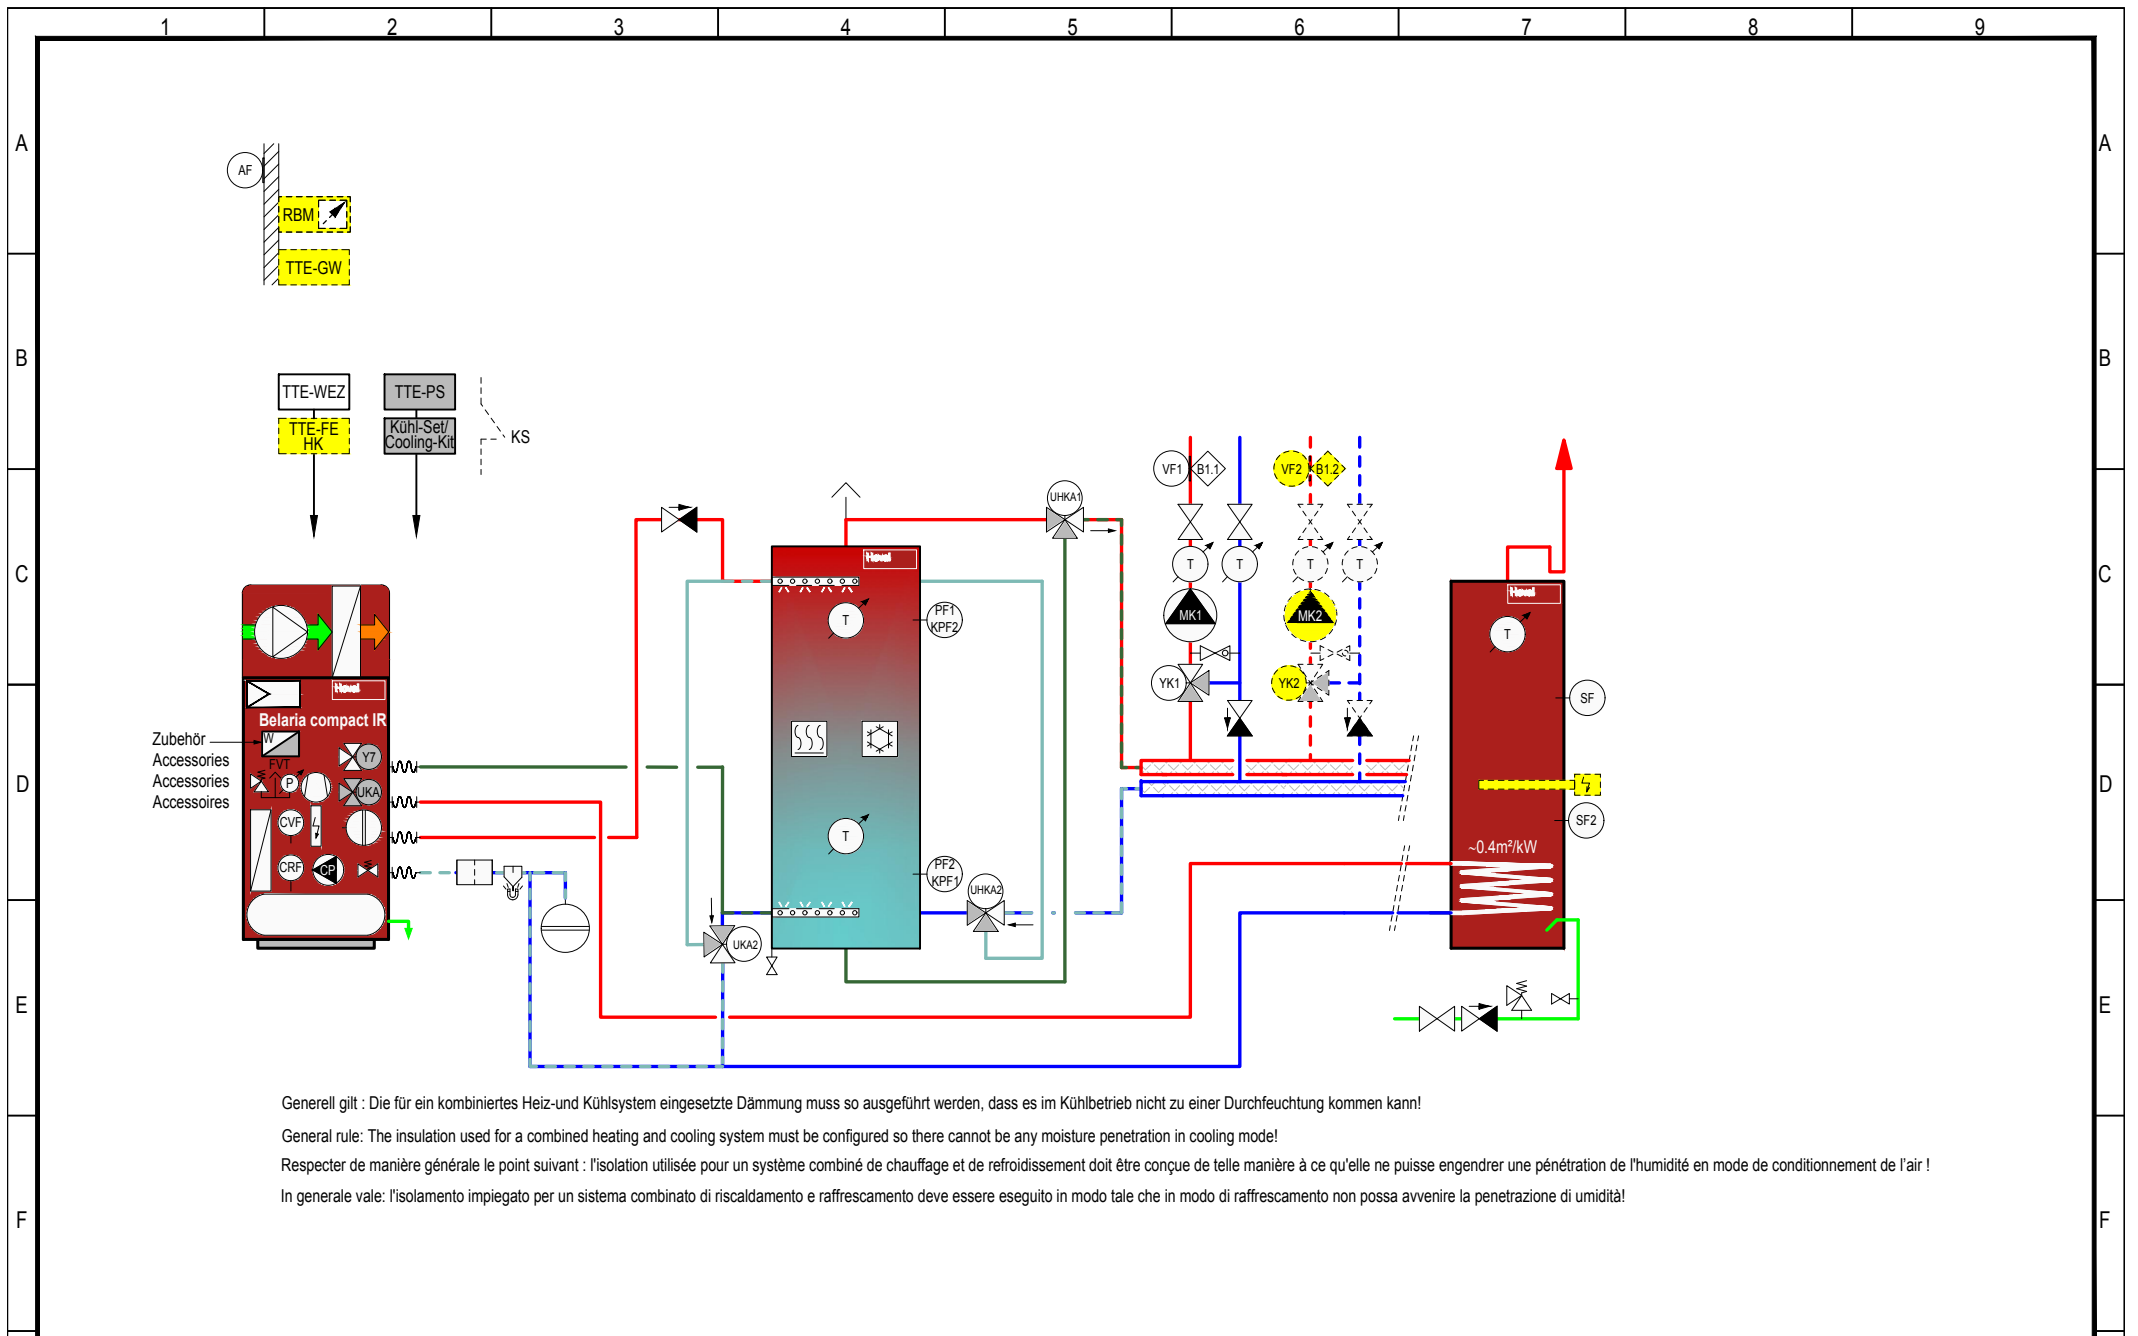 1 2 3 4 5 6 7 8 9
A A
AF
RBM
TTE-GW
B B
TTE-WEZ TTE-PS
TTE-FE
HK
Kühl-Set/
Cooling-Kit
KS
VF1 B1.1 VF2 B1.2
UHKA1
C C
Hoval Hoval
T T T T
T
PF1
KPF2
MK1 MK2
T
YK1 YK2
Hoval
SF
D D
Belaria compact IR
Zubehör
Accessories
Accessories
Accessoires
W
FVT
Y7
P
UKA
CVF
CRF
CP
T
SF2
~0.4m²/kW
PF2
KPF1
UHKA2
UKA2
E E
Generell gilt : Die für ein kombiniertes Heiz-und Kühlsystem eingesetzte Dämmung muss so ausgeführt werden, dass es im Kühlbetrieb nicht zu einer Durchfeuchtung kommen kann!
General rule: The insulation used for a combined heating and cooling system must be configured so there cannot be any moisture penetration in cooling mode!
Respecter de manière générale le point suivant : l'isolation utilisée pour un système combiné de chauffage et de refroidissement doit être conçue de telle manière à ce qu'elle ne puisse engendrer une pénétration de l'humidité en mode de conditionnement de l'air !
In generale vale: l'isolamento impiegato per un sistema combinato di riscaldamento e raffrescamento deve essere eseguito in modo tale che in modo di raffrescamento non possa avvenire la penetrazione di umidità!
F F